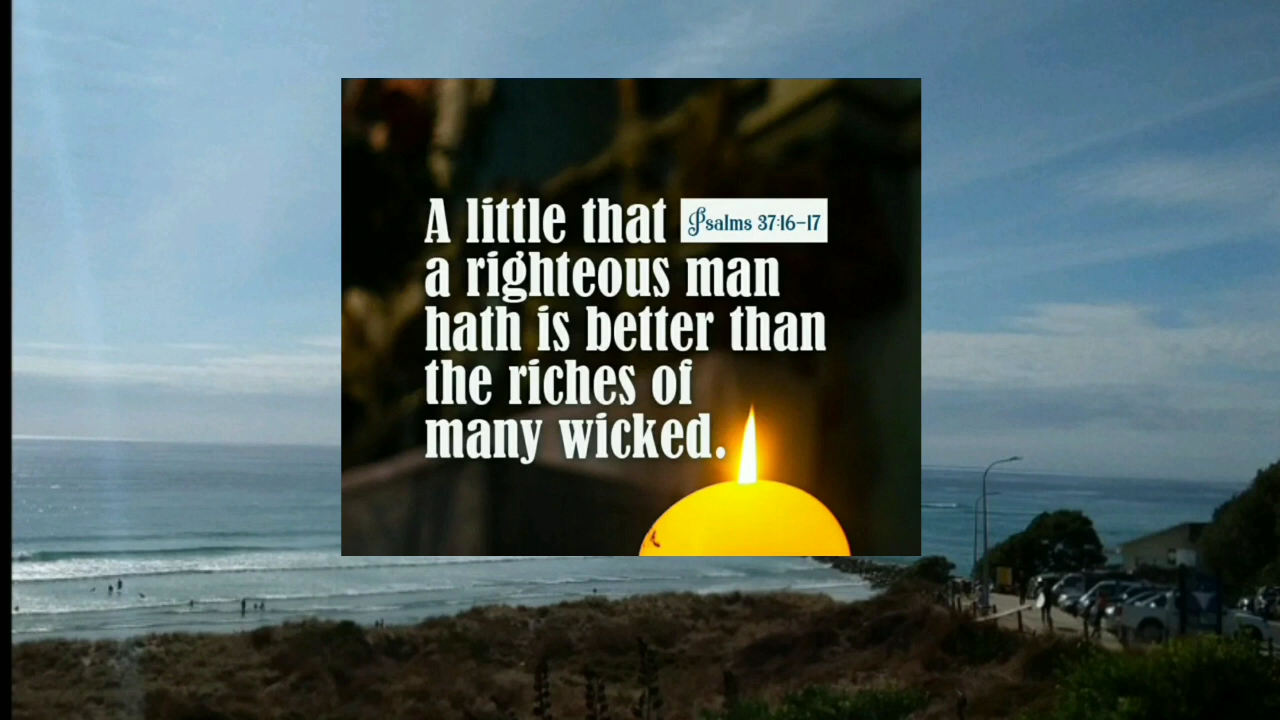 A little that Psalms 37:16-17
a righteous man
hath is better than
the riches of
many wicked.